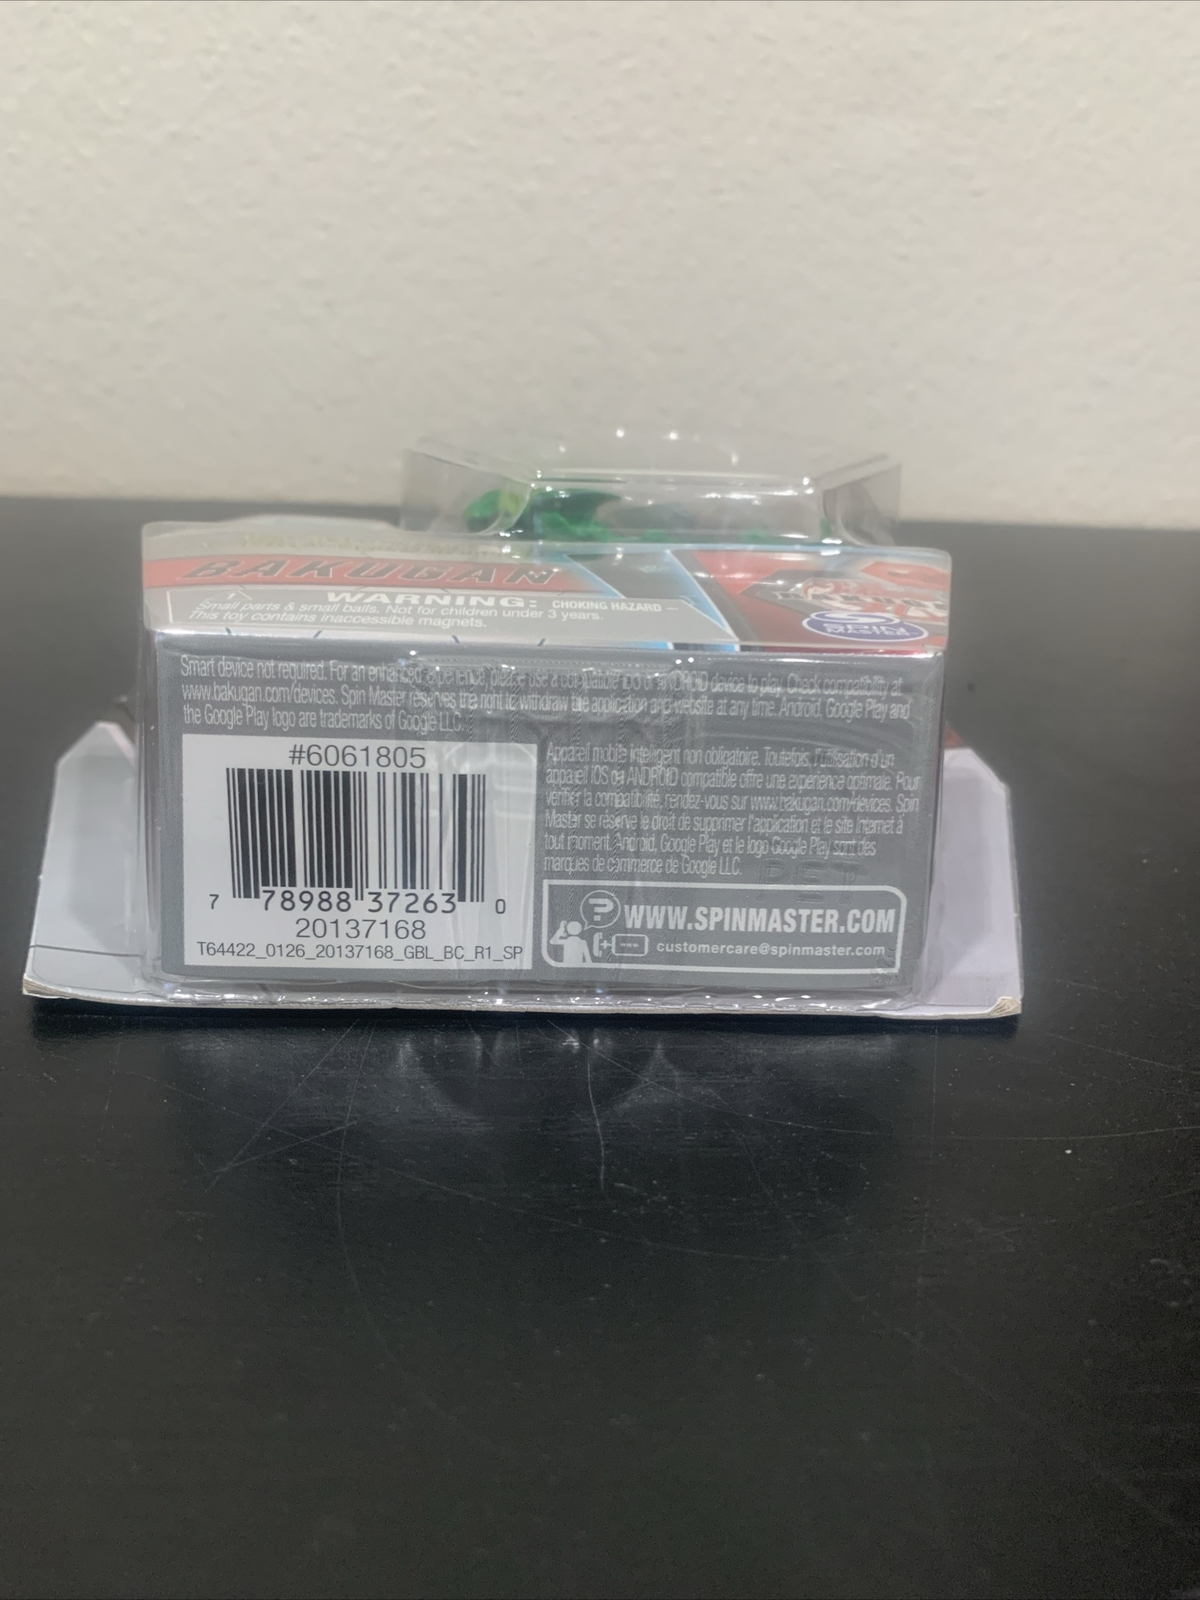 BAKUGAN
WARNING: CHOKING HAZARD –
Small parts & small balls. Not for children under 3 years.
This toy contains inaccessible magnets.
SPIN MASTER
Smart device not required. For an enhanced experience, please use a compatible iOS or ANDROID device to play. Check compatibility at
www.bakugan.com/devices. Spin Master reserves the right to withdraw the application and website at any time. Android, Google Play and
the Google Play logo are trademarks of Google LLC.
#6061805
7 78988 37263 0
20137168
T64422_0126_20137168_GBL_BC_R1_SP
Appareil mobile intelligent non obligatoire. Toutefois, l'utilisation d'un
appareil iOS ou ANDROID compatible offre une expérience optimale. Pour
vérifier la compatibilité, rendez-vous sur www.bakugan.com/devices. Spin
Master se réserve le droit de supprimer l'application et le site Internet à
tout moment. Android, Google Play et le logo Google Play sont des
marques de commerce de Google LLC.
PET
WWW.SPINMASTER.COM
customercare@spinmaster.com